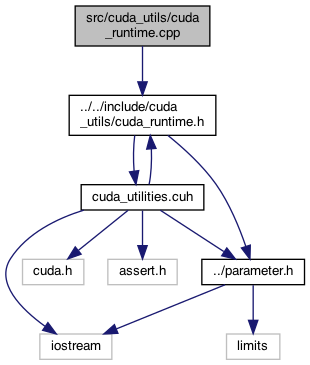 src/cuda_utils/cuda
_runtime.cpp
../../include/cuda
_utils/cuda_runtime.h
cuda_utilities.cuh
cuda.h
assert.h
../parameter.h
iostream
limits